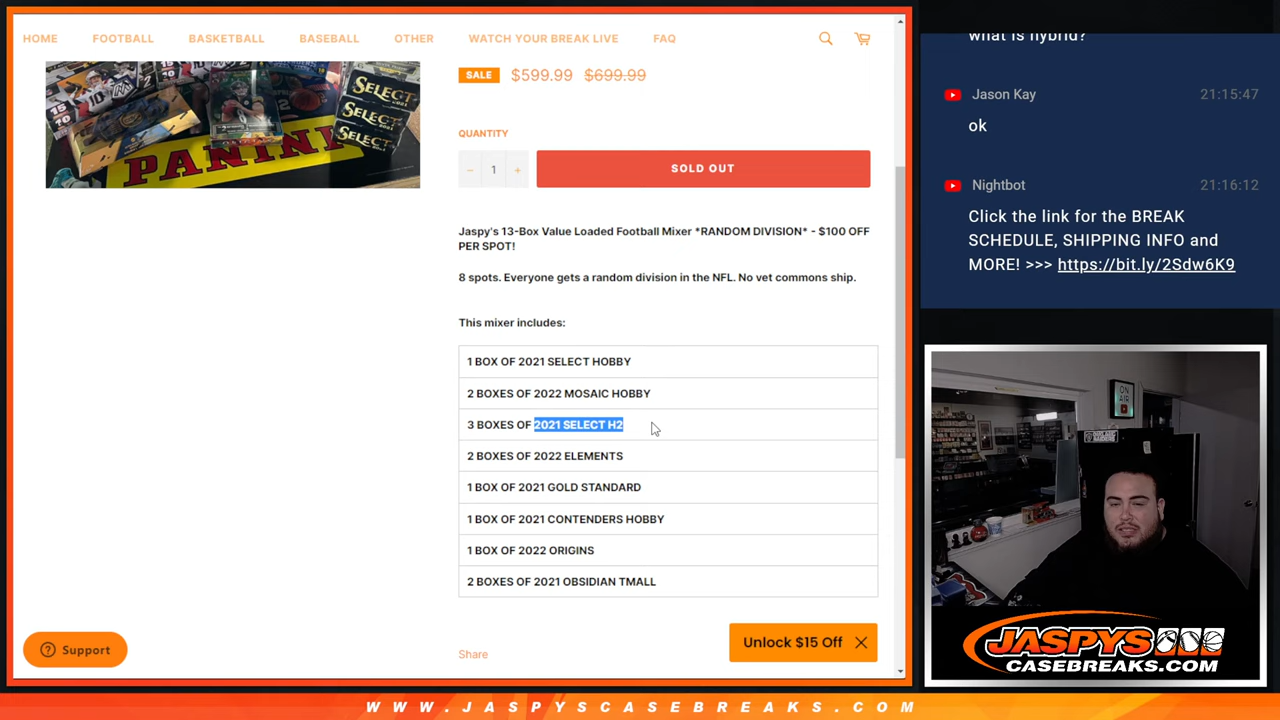 HOME FOOTBALL BASKETBALL BASEBALL OTHER WATCH YOUR BREAK LIVE FAQ
SELECT
2021
SELECT
SELECT
PANINI
SALE $599.99 $699.99
QUANTITY
− 1 +
SOLD OUT
Jaspy's 13-Box Value Loaded Football Mixer *RANDOM DIVISION* - $100 OFF
PER SPOT!
8 spots. Everyone gets a random division in the NFL. No vet commons ship.
This mixer includes:
1 BOX OF 2021 SELECT HOBBY
2 BOXES OF 2022 MOSAIC HOBBY
3 BOXES OF 2021 SELECT H2
2 BOXES OF 2022 ELEMENTS
1 BOX OF 2021 GOLD STANDARD
1 BOX OF 2021 CONTENDERS HOBBY
1 BOX OF 2022 ORIGINS
2 BOXES OF 2021 OBSIDIAN TMALL
Share
Support
Unlock $15 Off
what is hybrid?
Jason Kay 21:15:47
ok
Nightbot 21:16:12
Click the link for the BREAK
SCHEDULE, SHIPPING INFO and
MORE! >>> https://bit.ly/2Sdw6K9
ON
AIR
JASPYS
CASEBREAKS.COM
WWW.JASPYSCASEBREAKS.COM